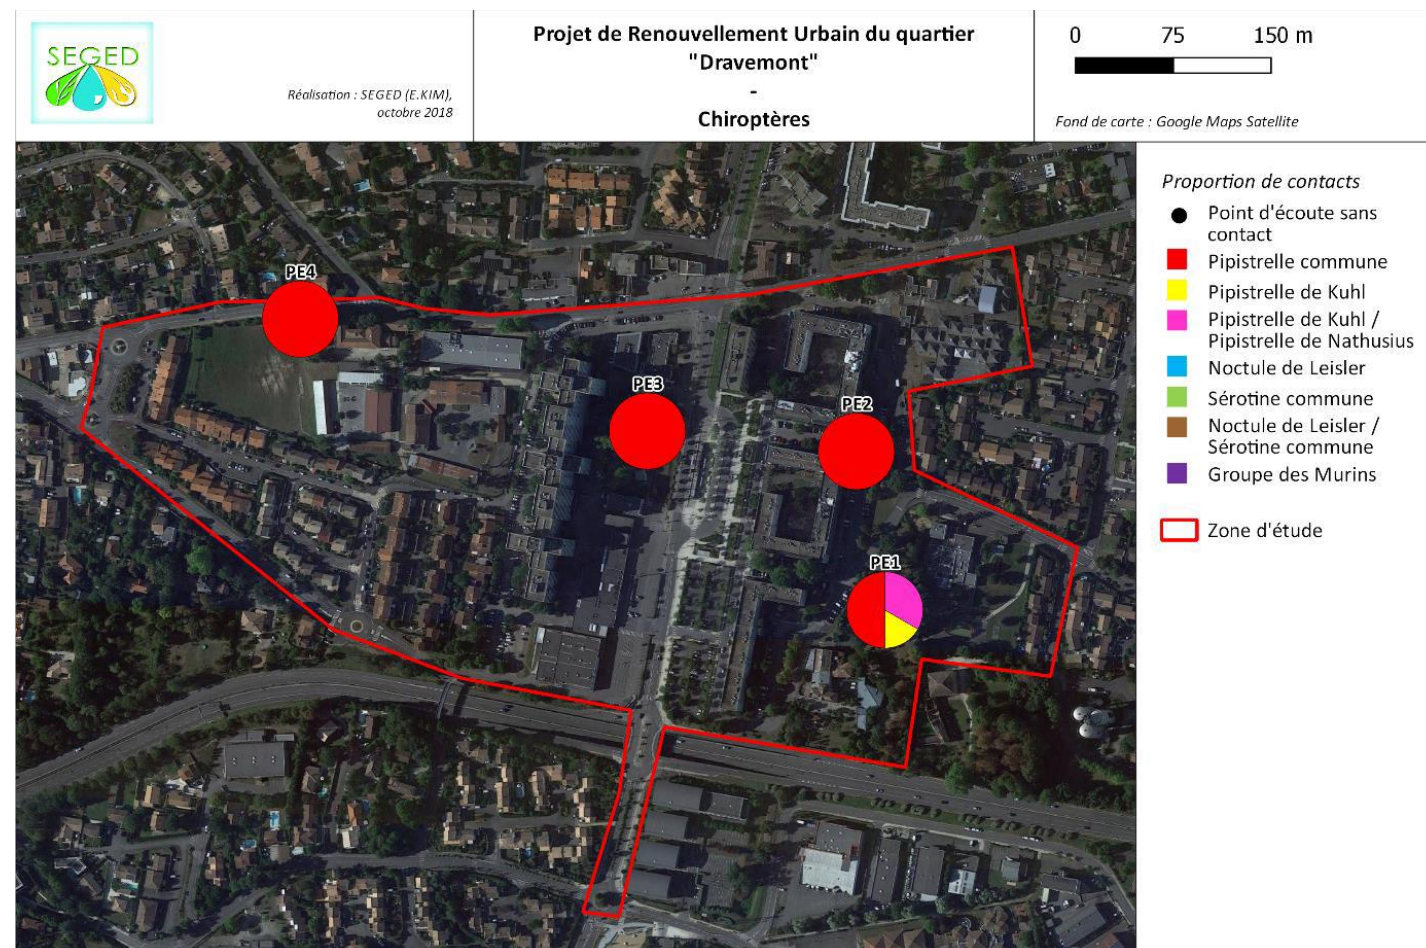 SEGED
Réalisation : SEGED (E.KIM),
octobre 2018
Projet de Renouvellement Urbain du quartier
"Dravemont"
-
Chiroptères
0 75 150 m
Fond de carte : Google Maps Satellite
Proportion de contacts
Point d'écoute sans
contact
Pipistrelle commune
Pipistrelle de Kuhl
Pipistrelle de Kuhl /
Pipistrelle de Nathusius
Noctule de Leisler
Sérotine commune
Noctule de Leisler /
Sérotine commune
Groupe des Murins
Zone d'étude
PE4
PE3
PE2
PE1